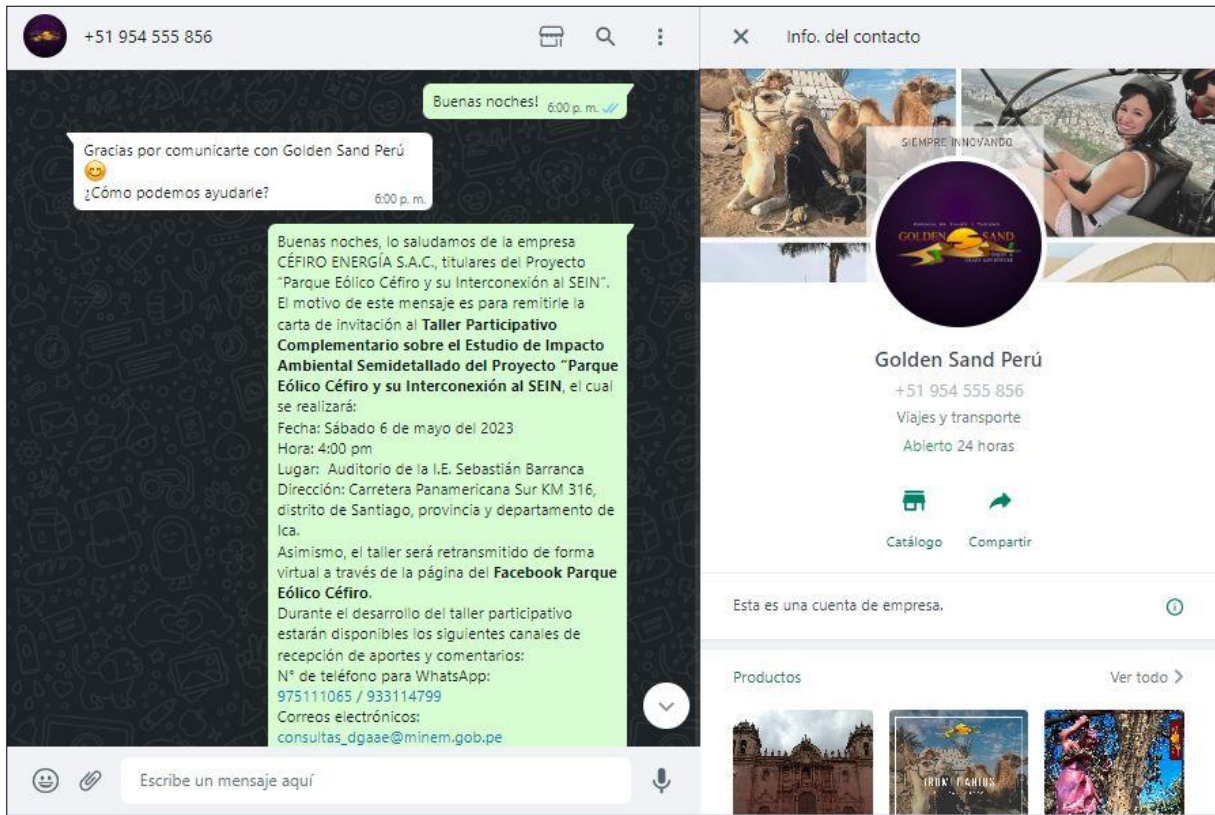 +51 954 555 856
Buenas noches! 6:00 p. m.
Gracias por comunicarte con Golden Sand Perú
¿Cómo podemos ayudarle?
6:00 p. m.
Buenas noches, lo saludamos de la empresa
CÉFIRO ENERGÍA S.A.C., titulares del Proyecto
“Parque Eólico Céfiro y su Interconexión al SEIN”.
El motivo de este mensaje es para remitirle la
carta de invitación al Taller Participativo
Complementario sobre el Estudio de Impacto
Ambiental Semidetallado del Proyecto “Parque
Eólico Céfiro y su Interconexión al SEIN, el cual
se realizará:
Fecha: Sábado 6 de mayo del 2023
Hora: 4:00 pm
Lugar: Auditorio de la I.E. Sebastián Barranca
Dirección: Carretera Panamericana Sur KM 316,
distrito de Santiago, provincia y departamento de
Ica.
Asimismo, el taller será retransmitido de forma
virtual a través de la página del Facebook Parque
Eólico Céfiro.
Durante el desarrollo del taller participativo
estarán disponibles los siguientes canales de
recepción de aportes y comentarios:
N° de teléfono para WhatsApp:
975111065 / 933114799
Correos electrónicos:
consultas_dgaae@minem.gob.pe
Escribe un mensaje aquí
Info. del contacto
SIEMPRE INNOVANDO
GOLDEN SAND
Golden Sand Perú
+51 954 555 856
Viajes y transporte
Abierto 24 horas
Catálogo Compartir
Esta es una cuenta de empresa.
Productos Ver todo